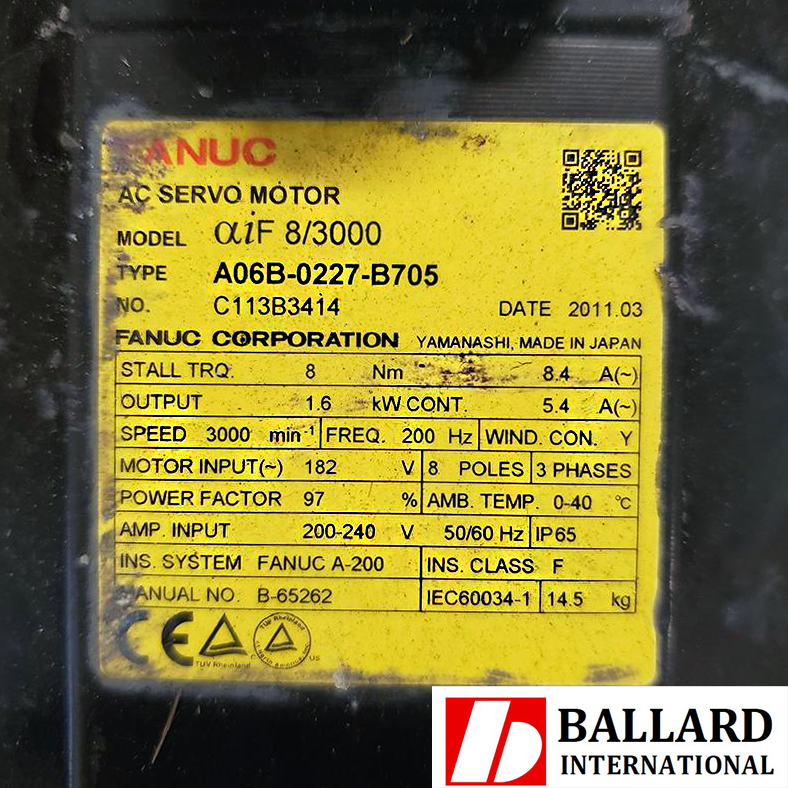 FANUC
AC SERVO MOTOR
MODEL αiF 8/3000
TYPE A06B-0227-B705
NO. C113B3414 DATE 2011.03
FANUC CORPORATION YAMANASHI, MADE IN JAPAN
STALL TRQ. 8 Nm 8.4 A(~)
OUTPUT 1.6 kW CONT. 5.4 A(~)
SPEED 3000 min⁻¹ FREQ. 200 Hz WIND. CON. Y
MOTOR INPUT(~) 182 V 8 POLES 3 PHASES
POWER FACTOR 97 % AMB. TEMP. 0-40 °C
AMP. INPUT 200-240 V 50/60 Hz IP65
INS. SYSTEM FANUC A-200 INS. CLASS F
MANUAL NO. B-65262 IEC60034-1 14.5 kg
CE
TUV Rheinland
TUV Rheinland
US
BALLARD
INTERNATIONAL